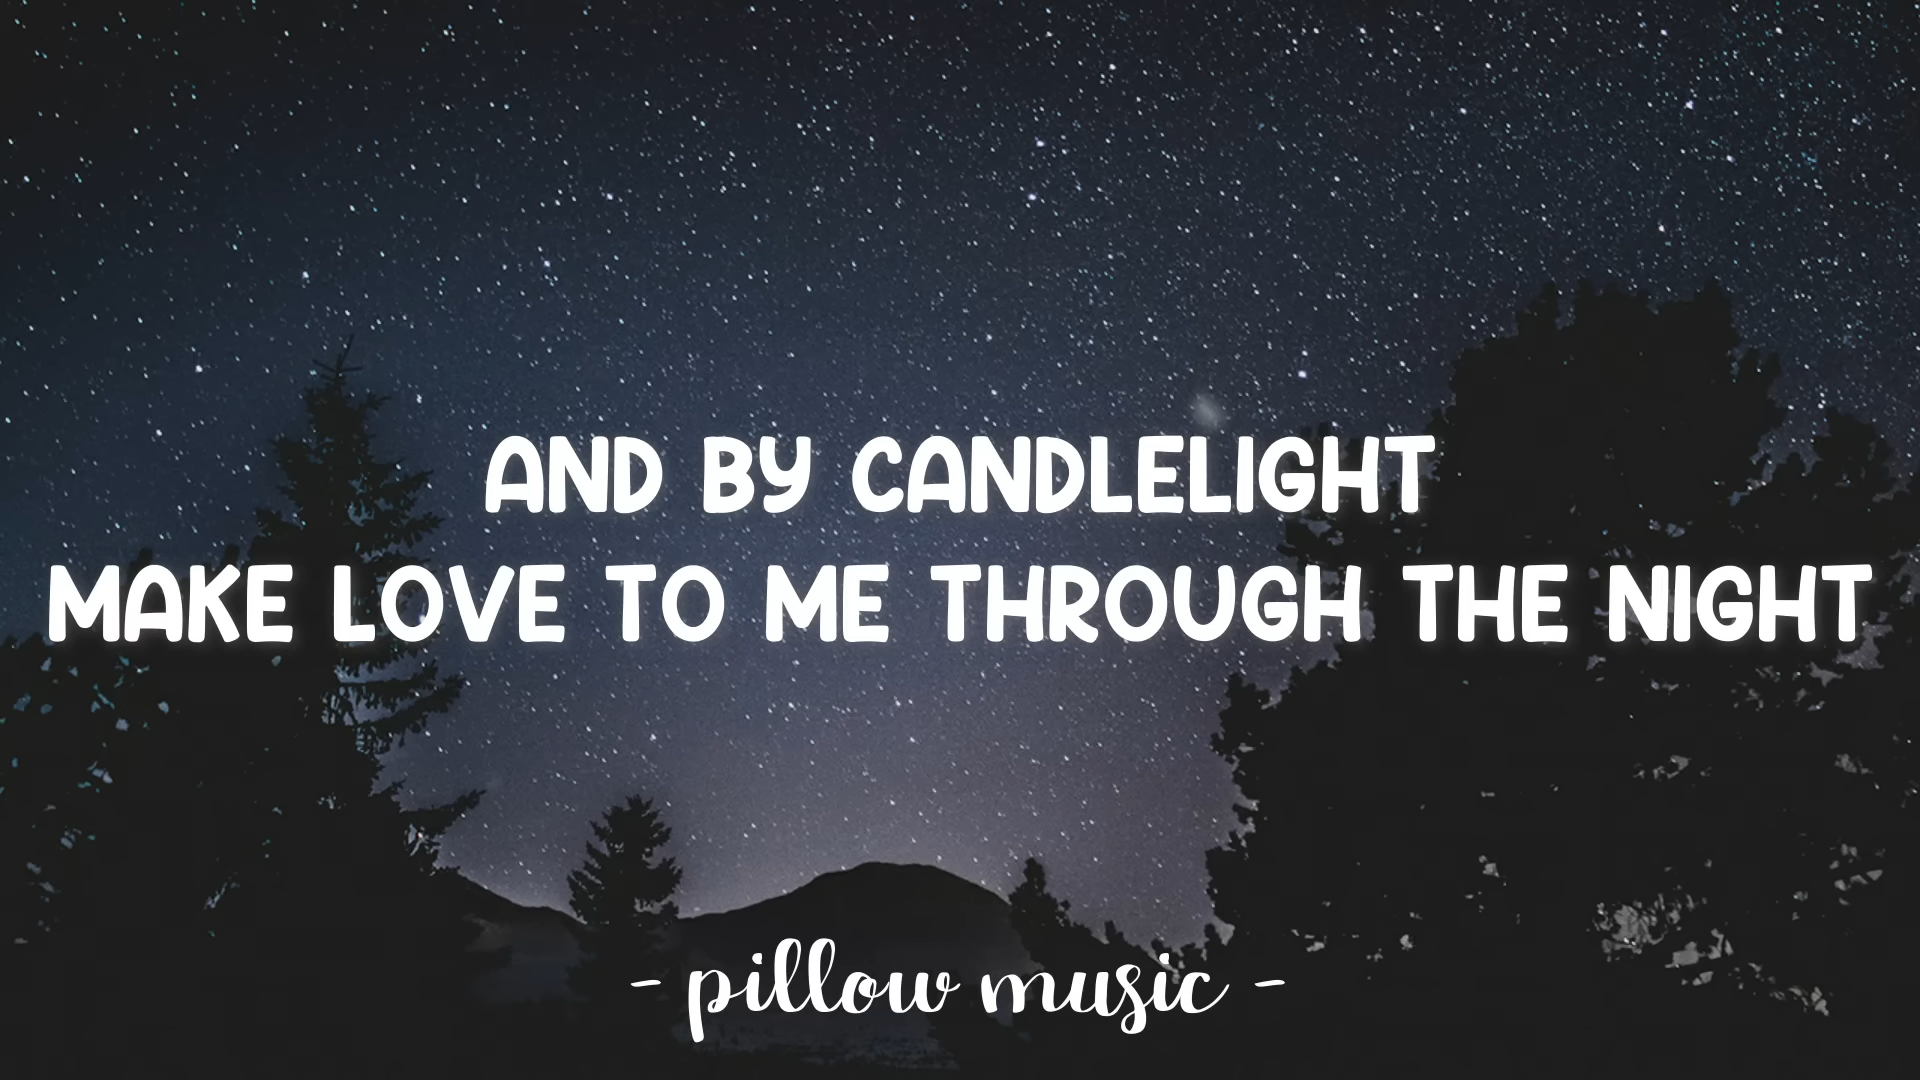 AND BY CANDLELIGHT
MAKE LOVE TO ME THROUGH THE NIGHT
- pillow music -